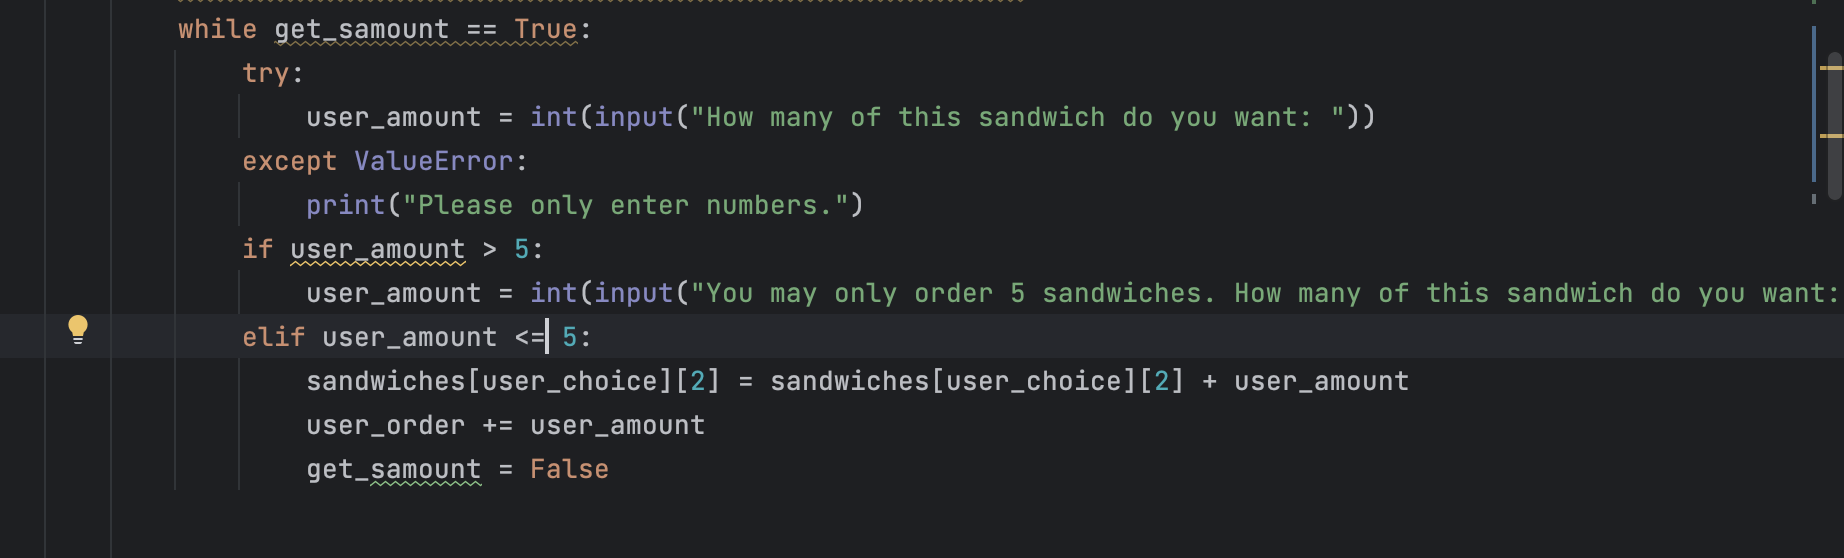 while get_samount == True:
try:
user_amount = int(input("How many of this sandwich do you want: "))
except ValueError:
print("Please only enter numbers.")
if user_amount > 5:
user_amount = int(input("You may only order 5 sandwiches. How many of this sandwich do you want:
elif user_amount <= 5:
sandwiches[user_choice][2] = sandwiches[user_choice][2] + user_amount
user_order += user_amount
get_samount = False